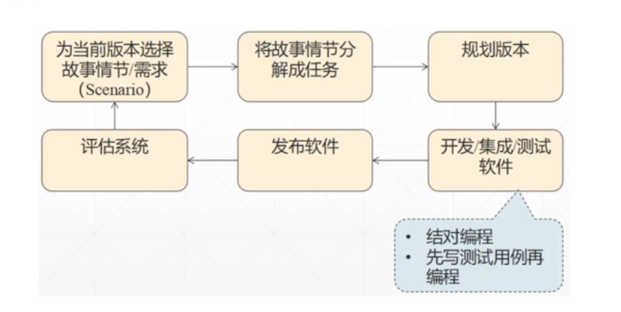 为当前版本选择
故事情节/需求
（Scenario）
将故事情节分
解成任务
规划版本
评估系统
发布软件
开发/集成/测试
软件
• 结对编程
• 先写测试用例再
编程